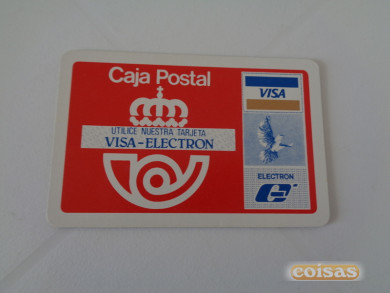 Caja Postal
UTILICE NUESTRA TARJETA
VISA-ELECTRON
VISA
ELECTRON
e
coisas